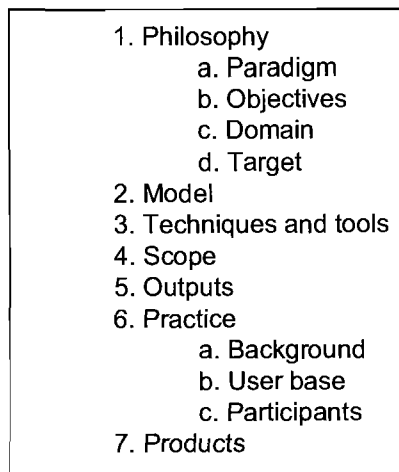 1. Philosophy
a. Paradigm
b. Objectives
c. Domain
d. Target
2. Model
3. Techniques and tools
4. Scope
5. Outputs
6. Practice
a. Background
b. User base
c. Participants
7. Products